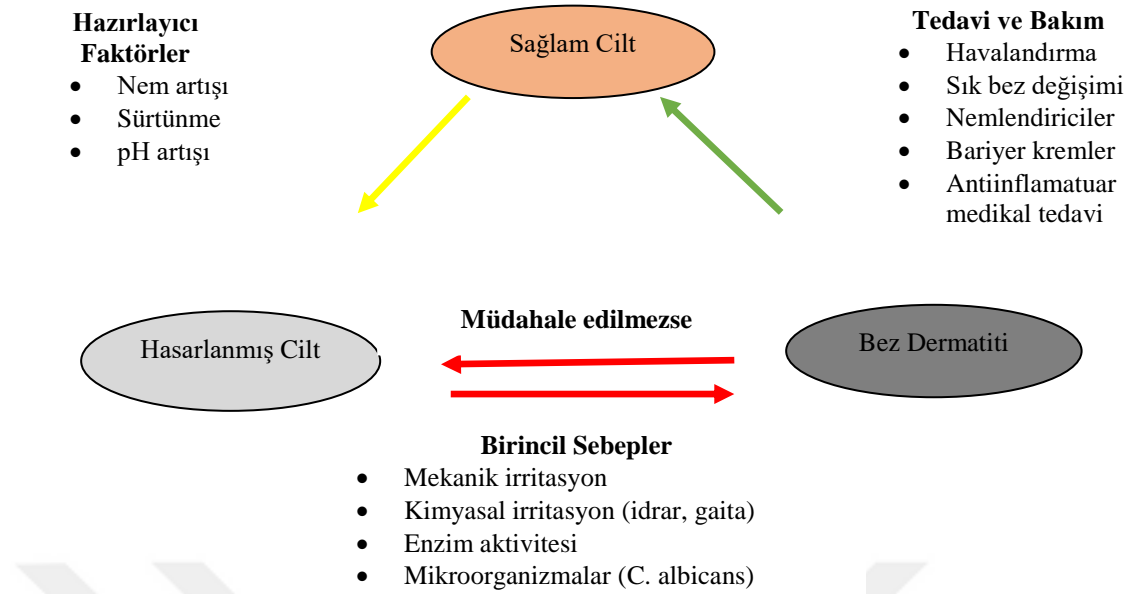 Hazırlayıcı
Faktörler
• Nem artışı
• Sürtünme
• pH artışı
Sağlam Cilt
Tedavi ve Bakım
• Havalandırma
• Sık bez değişimi
• Nemlendiriciler
• Bariyer kremler
• Antiinflamatuar
medikal tedavi
Hasarlanmış Cilt
Müdahale edilmezse
Bez Dermatiti
Birincil Sebepler
• Mekanik irritasyon
• Kimyasal irritasyon (idrar, gaita)
• Enzim aktivitesi
• Mikroorganizmalar (C. albicans)